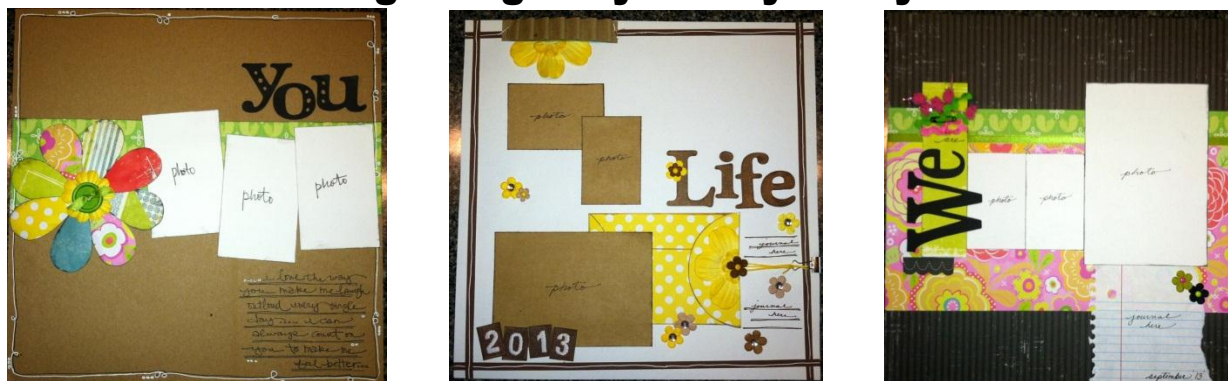 You
photo
photo
photo
i love the way
you make me laugh
about every single
day... i can
always count on
you to make me
feel better...
photo
photo
Life
journal
here
photo
journal
here
2013
We
photo
photo
photo
journal
here
september '13